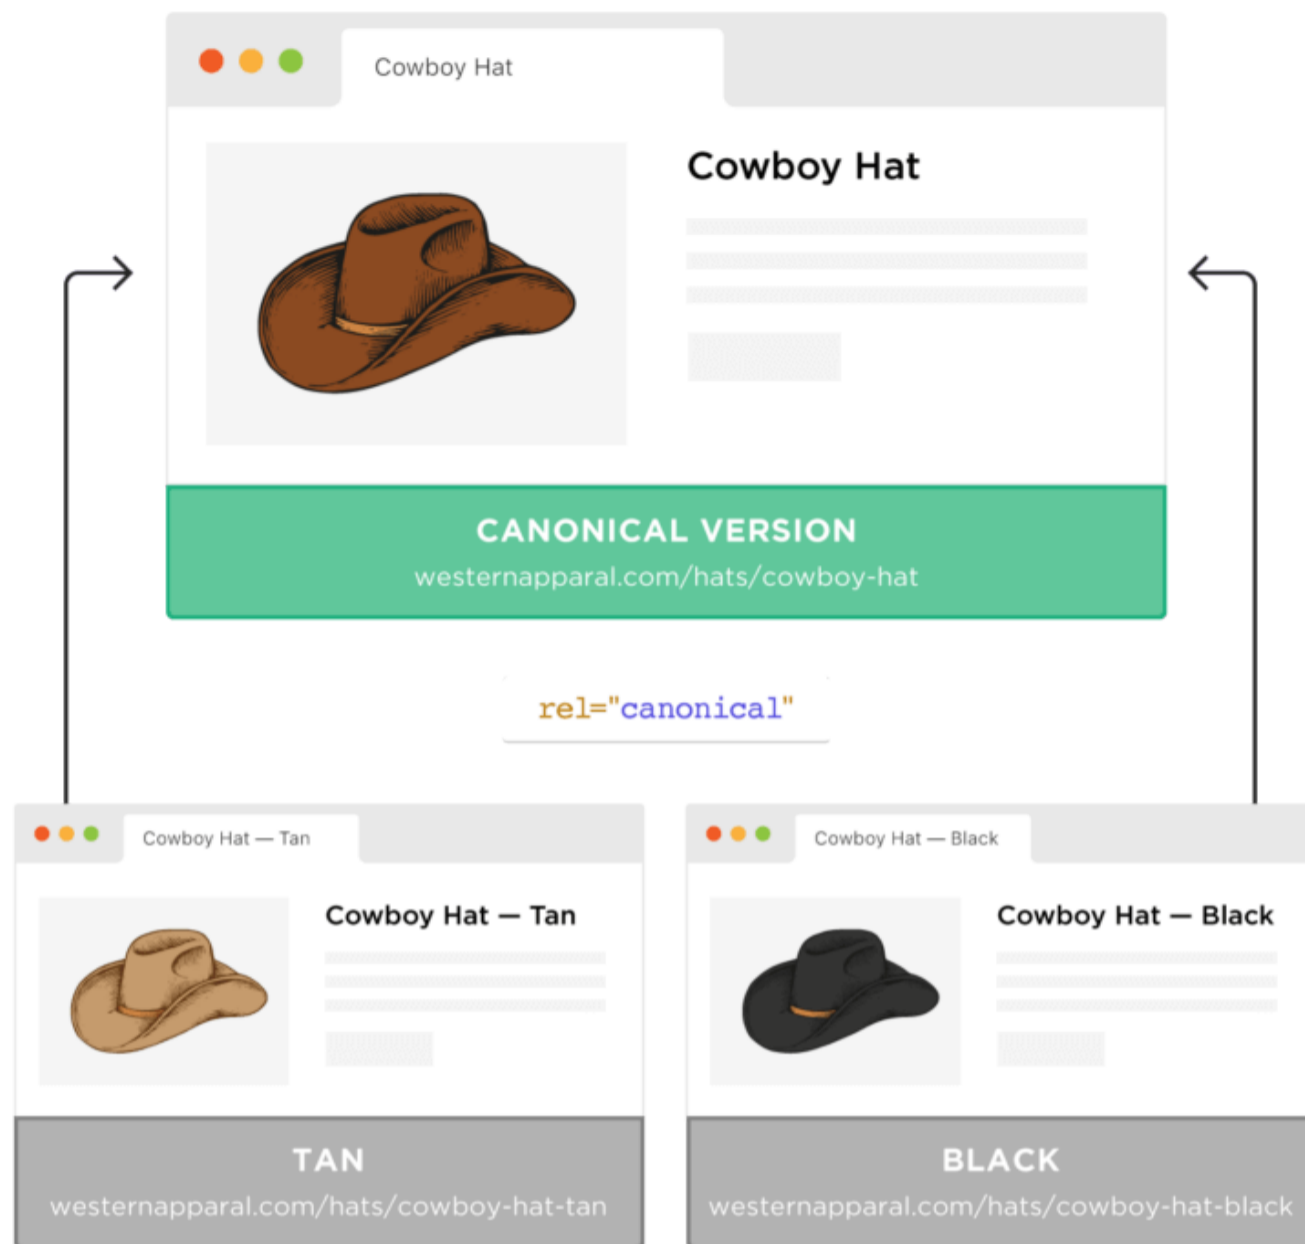 Cowboy Hat
Cowboy Hat
CANONICAL VERSION
westernapparal.com/hats/cowboy-hat
rel="canonical"
Cowboy Hat — Tan
Cowboy Hat — Tan
TAN
westernapparal.com/hats/cowboy-hat-tan
Cowboy Hat — Black
Cowboy Hat — Black
BLACK
westernapparal.com/hats/cowboy-hat-black